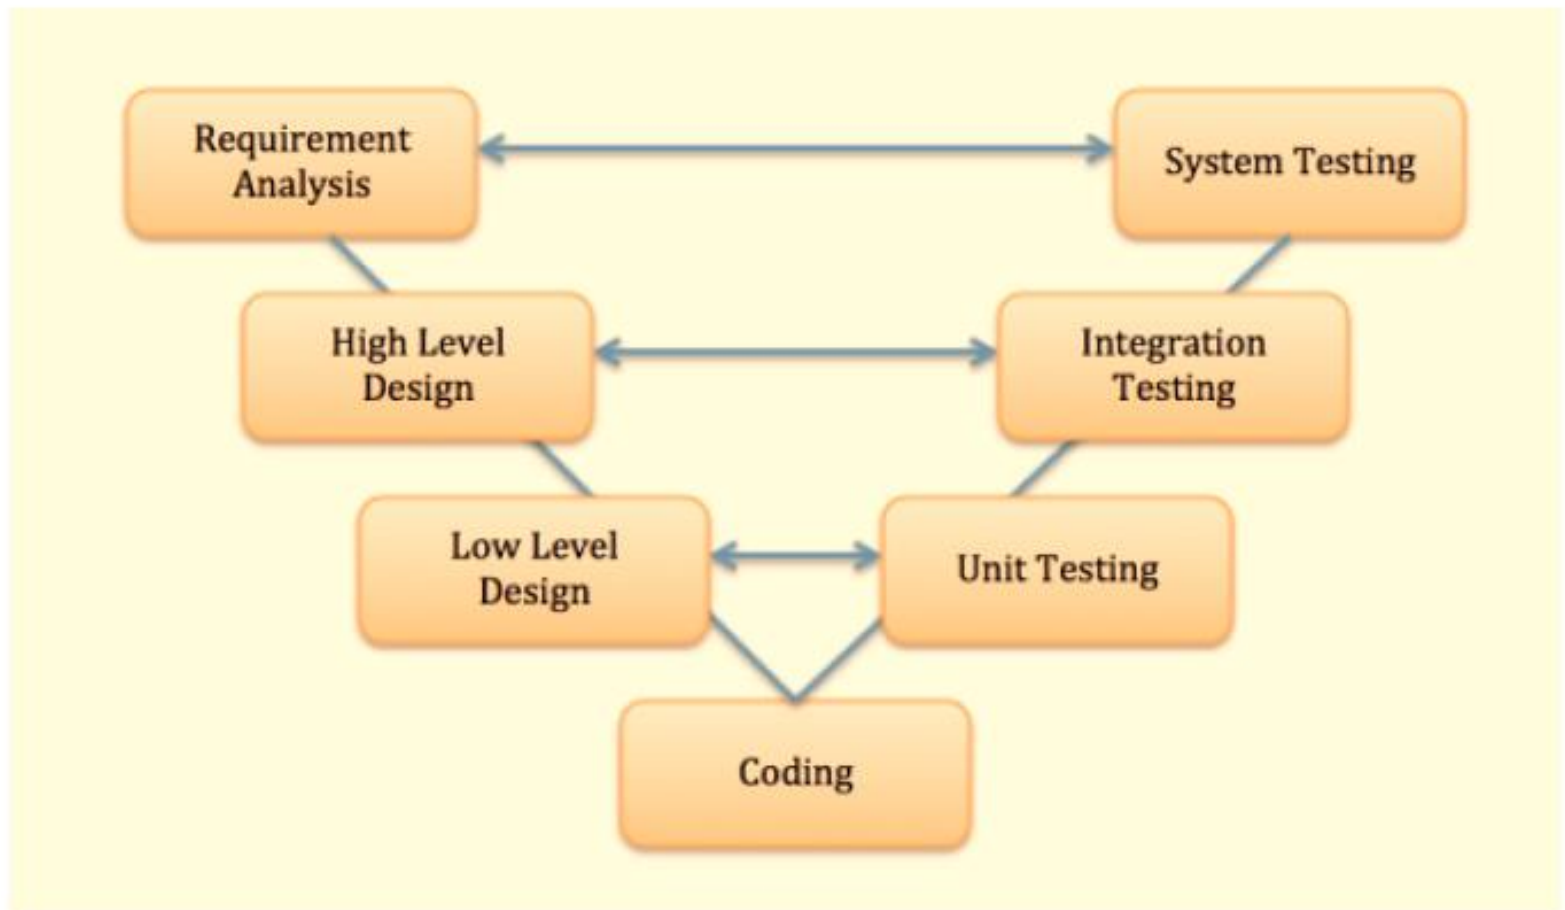 Requirement
Analysis
System Testing
High Level
Design
Integration
Testing
Low Level
Design
Unit Testing
Coding